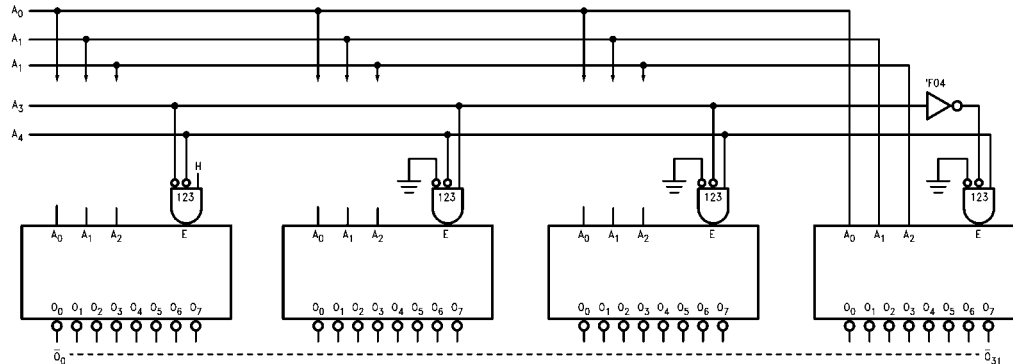 A0
A1
A1
A3
'F04
A4
H
123
123
123
123
A0 A1 A2 E
A0 A1 A2 E
A0 A1 A2 E
A0 A1 A2 E
O0 O1 O2 O3 O4 O5 O6 O7
O0 O1 O2 O3 O4 O5 O6 O7
O0 O1 O2 O3 O4 O5 O6 O7
O0 O1 O2 O3 O4 O5 O6 O7
Ō0 Ō31